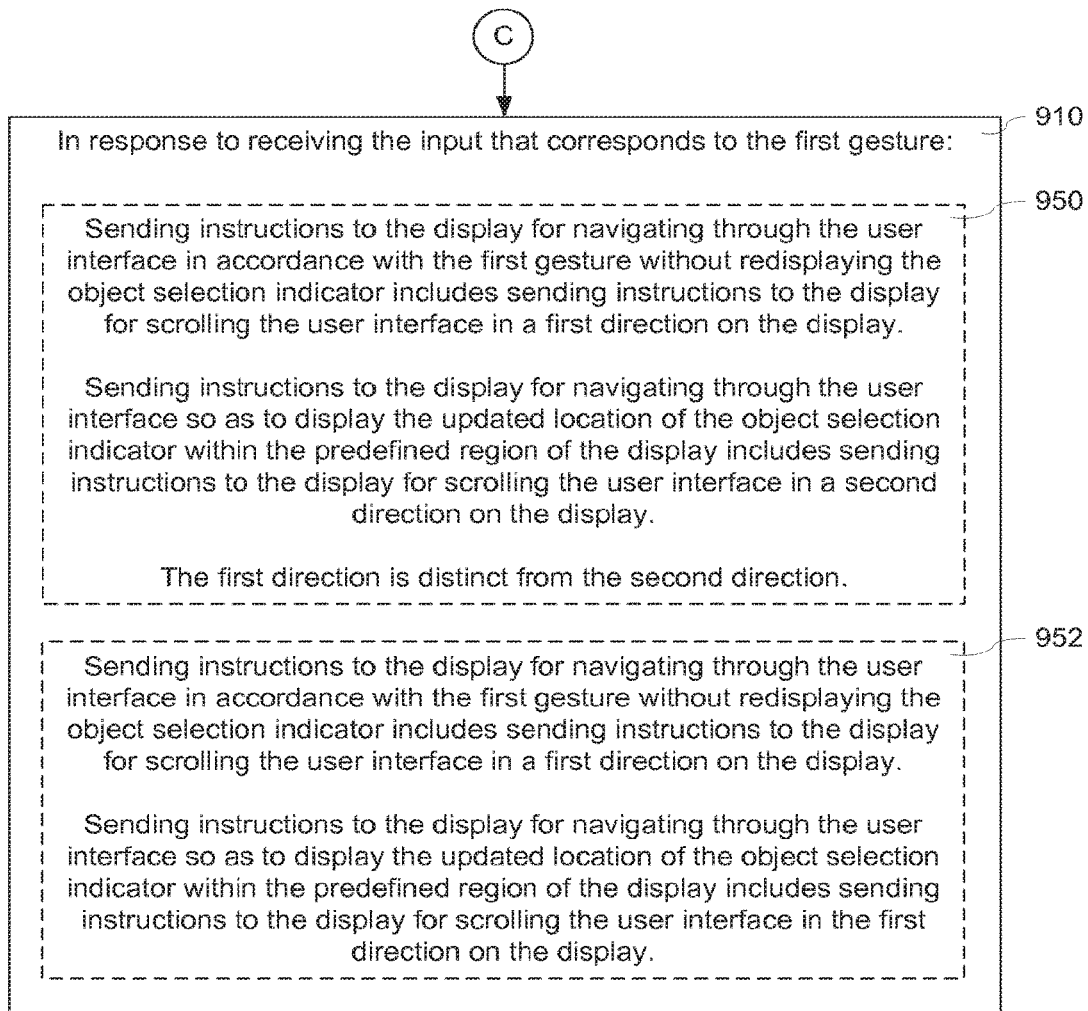 C
910
In response to receiving the input that corresponds to the first gesture:
950
Sending instructions to the display for navigating through the user
interface in accordance with the first gesture without redisplaying the
object selection indicator includes sending instructions to the display
for scrolling the user interface in a first direction on the display.
Sending instructions to the display for navigating through the user
interface so as to display the updated location of the object selection
indicator within the predefined region of the display includes sending
instructions to the display for scrolling the user interface in a second
direction on the display.
The first direction is distinct from the second direction.
952
Sending instructions to the display for navigating through the user
interface in accordance with the first gesture without redisplaying the
object selection indicator includes sending instructions to the display
for scrolling the user interface in a first direction on the display.
Sending instructions to the display for navigating through the user
interface so as to display the updated location of the object selection
indicator within the predefined region of the display includes sending
instructions to the display for scrolling the user interface in the first
direction on the display.